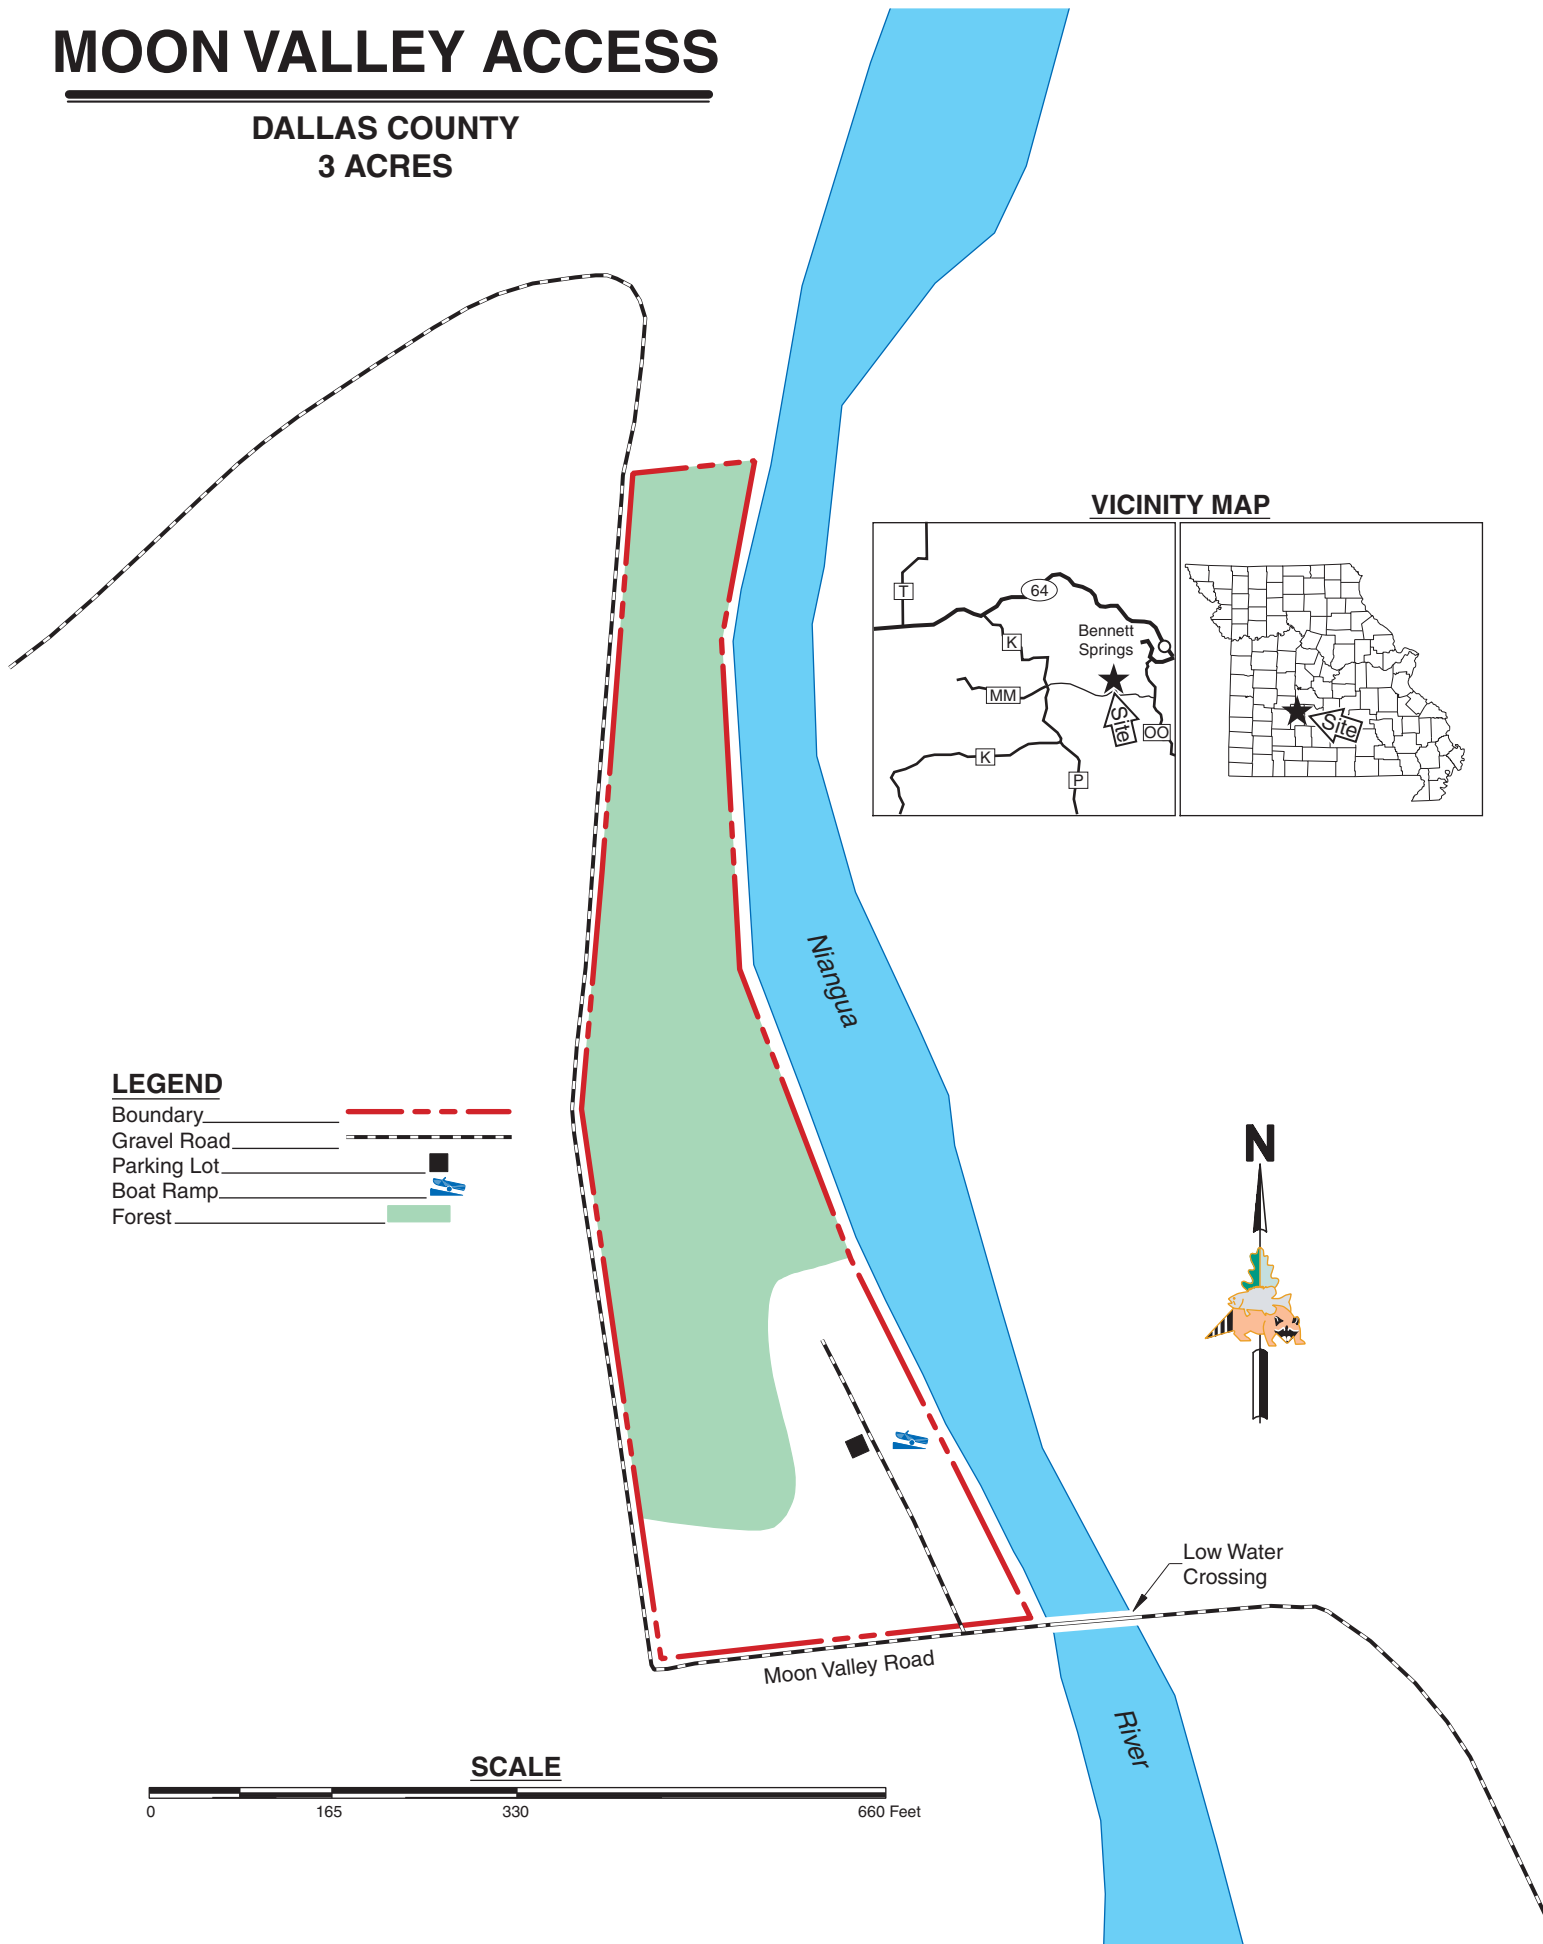 MOON VALLEY ACCESS
DALLAS COUNTY
3 ACRES
VICINITY MAP
T
64
K
Bennett
Springs
MM
Site
OO
K
P
Site
Niangua
LEGEND
Boundary
Gravel Road
Parking Lot
Boat Ramp
Forest
N
Low Water
Crossing
Moon Valley Road
River
SCALE
0 165 330 660 Feet